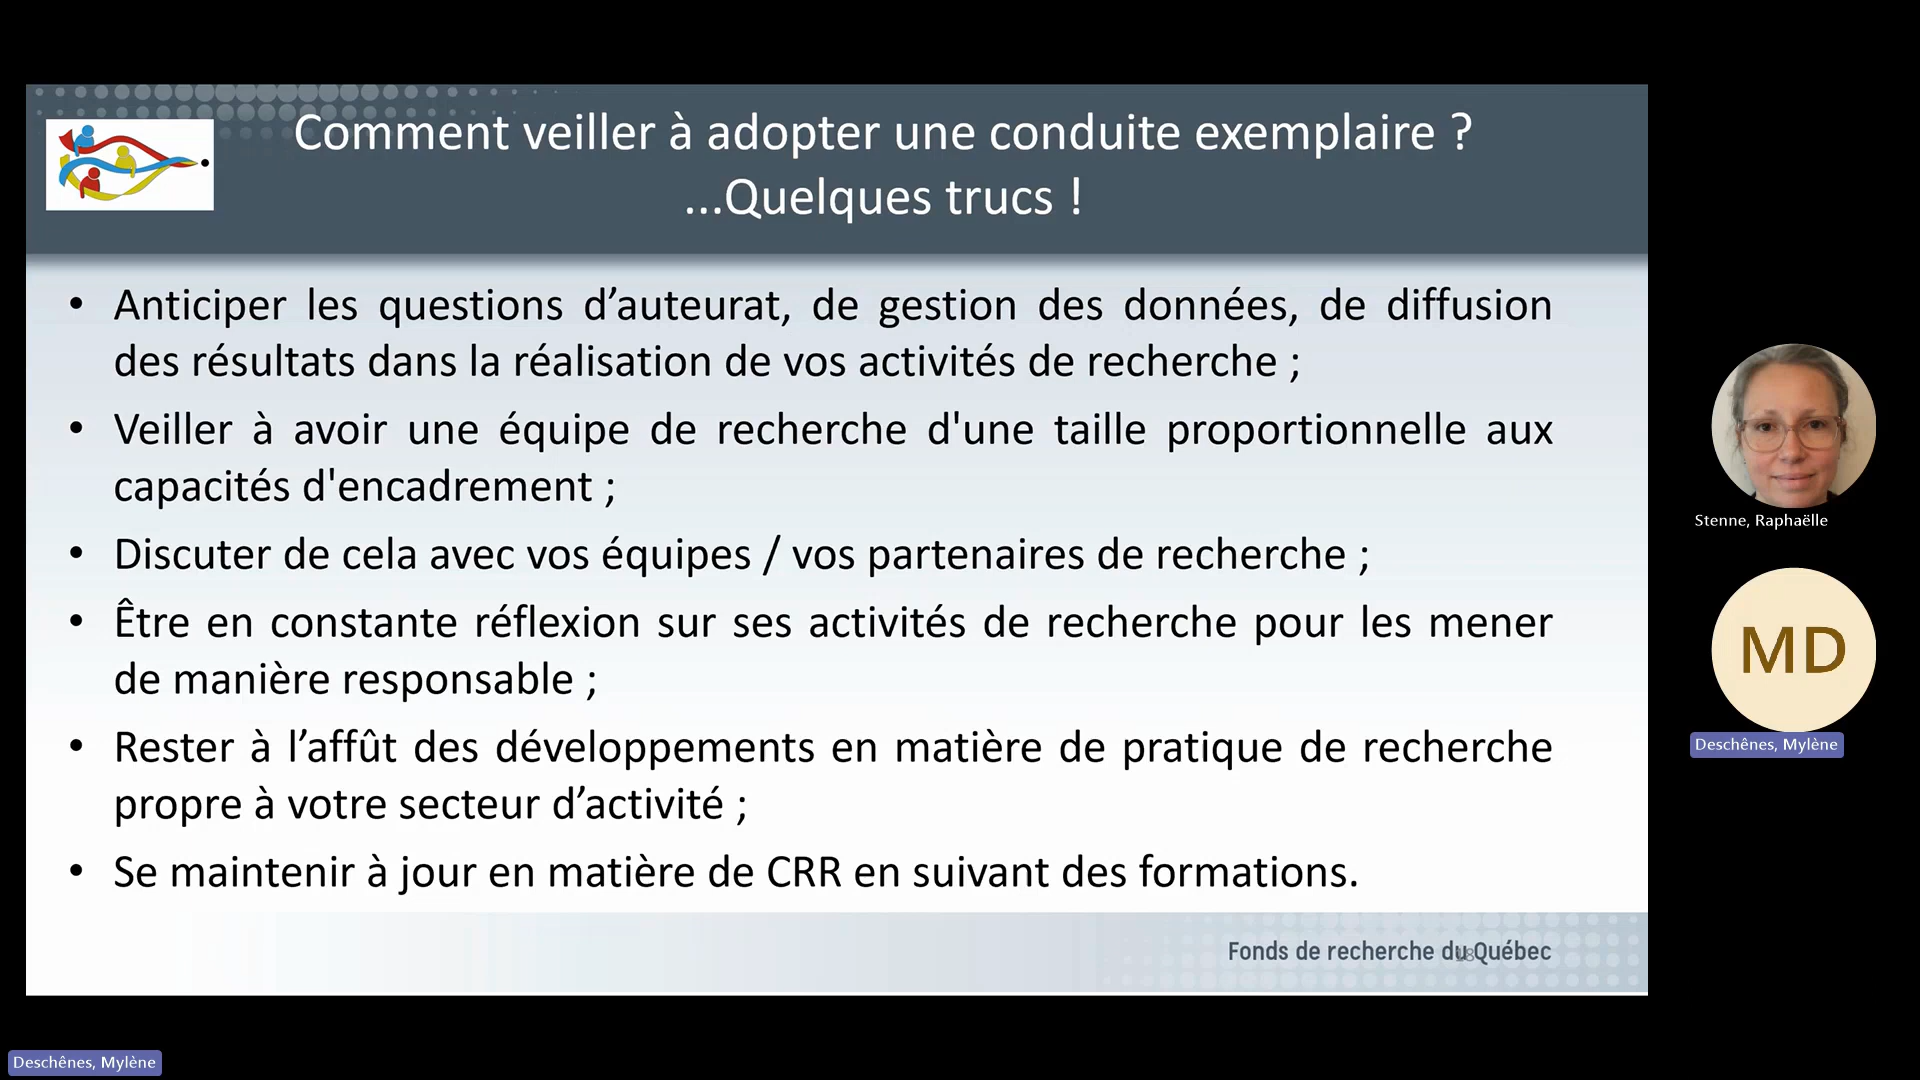 Comment veiller à adopter une conduite exemplaire ?
...Quelques trucs !
• Anticiper les questions d’auteurat, de gestion des données, de diffusion
des résultats dans la réalisation de vos activités de recherche ;
• Veiller à avoir une équipe de recherche d'une taille proportionnelle aux
capacités d'encadrement ;
• Discuter de cela avec vos équipes / vos partenaires de recherche ;
• Être en constante réflexion sur ses activités de recherche pour les mener
de manière responsable ;
• Rester à l’affût des développements en matière de pratique de recherche
propre à votre secteur d’activité ;
• Se maintenir à jour en matière de CRR en suivant des formations.
Fonds de recherche du Québec
18
Stenne, Raphaëlle
MD
Deschênes, Mylène
Deschênes, Mylène